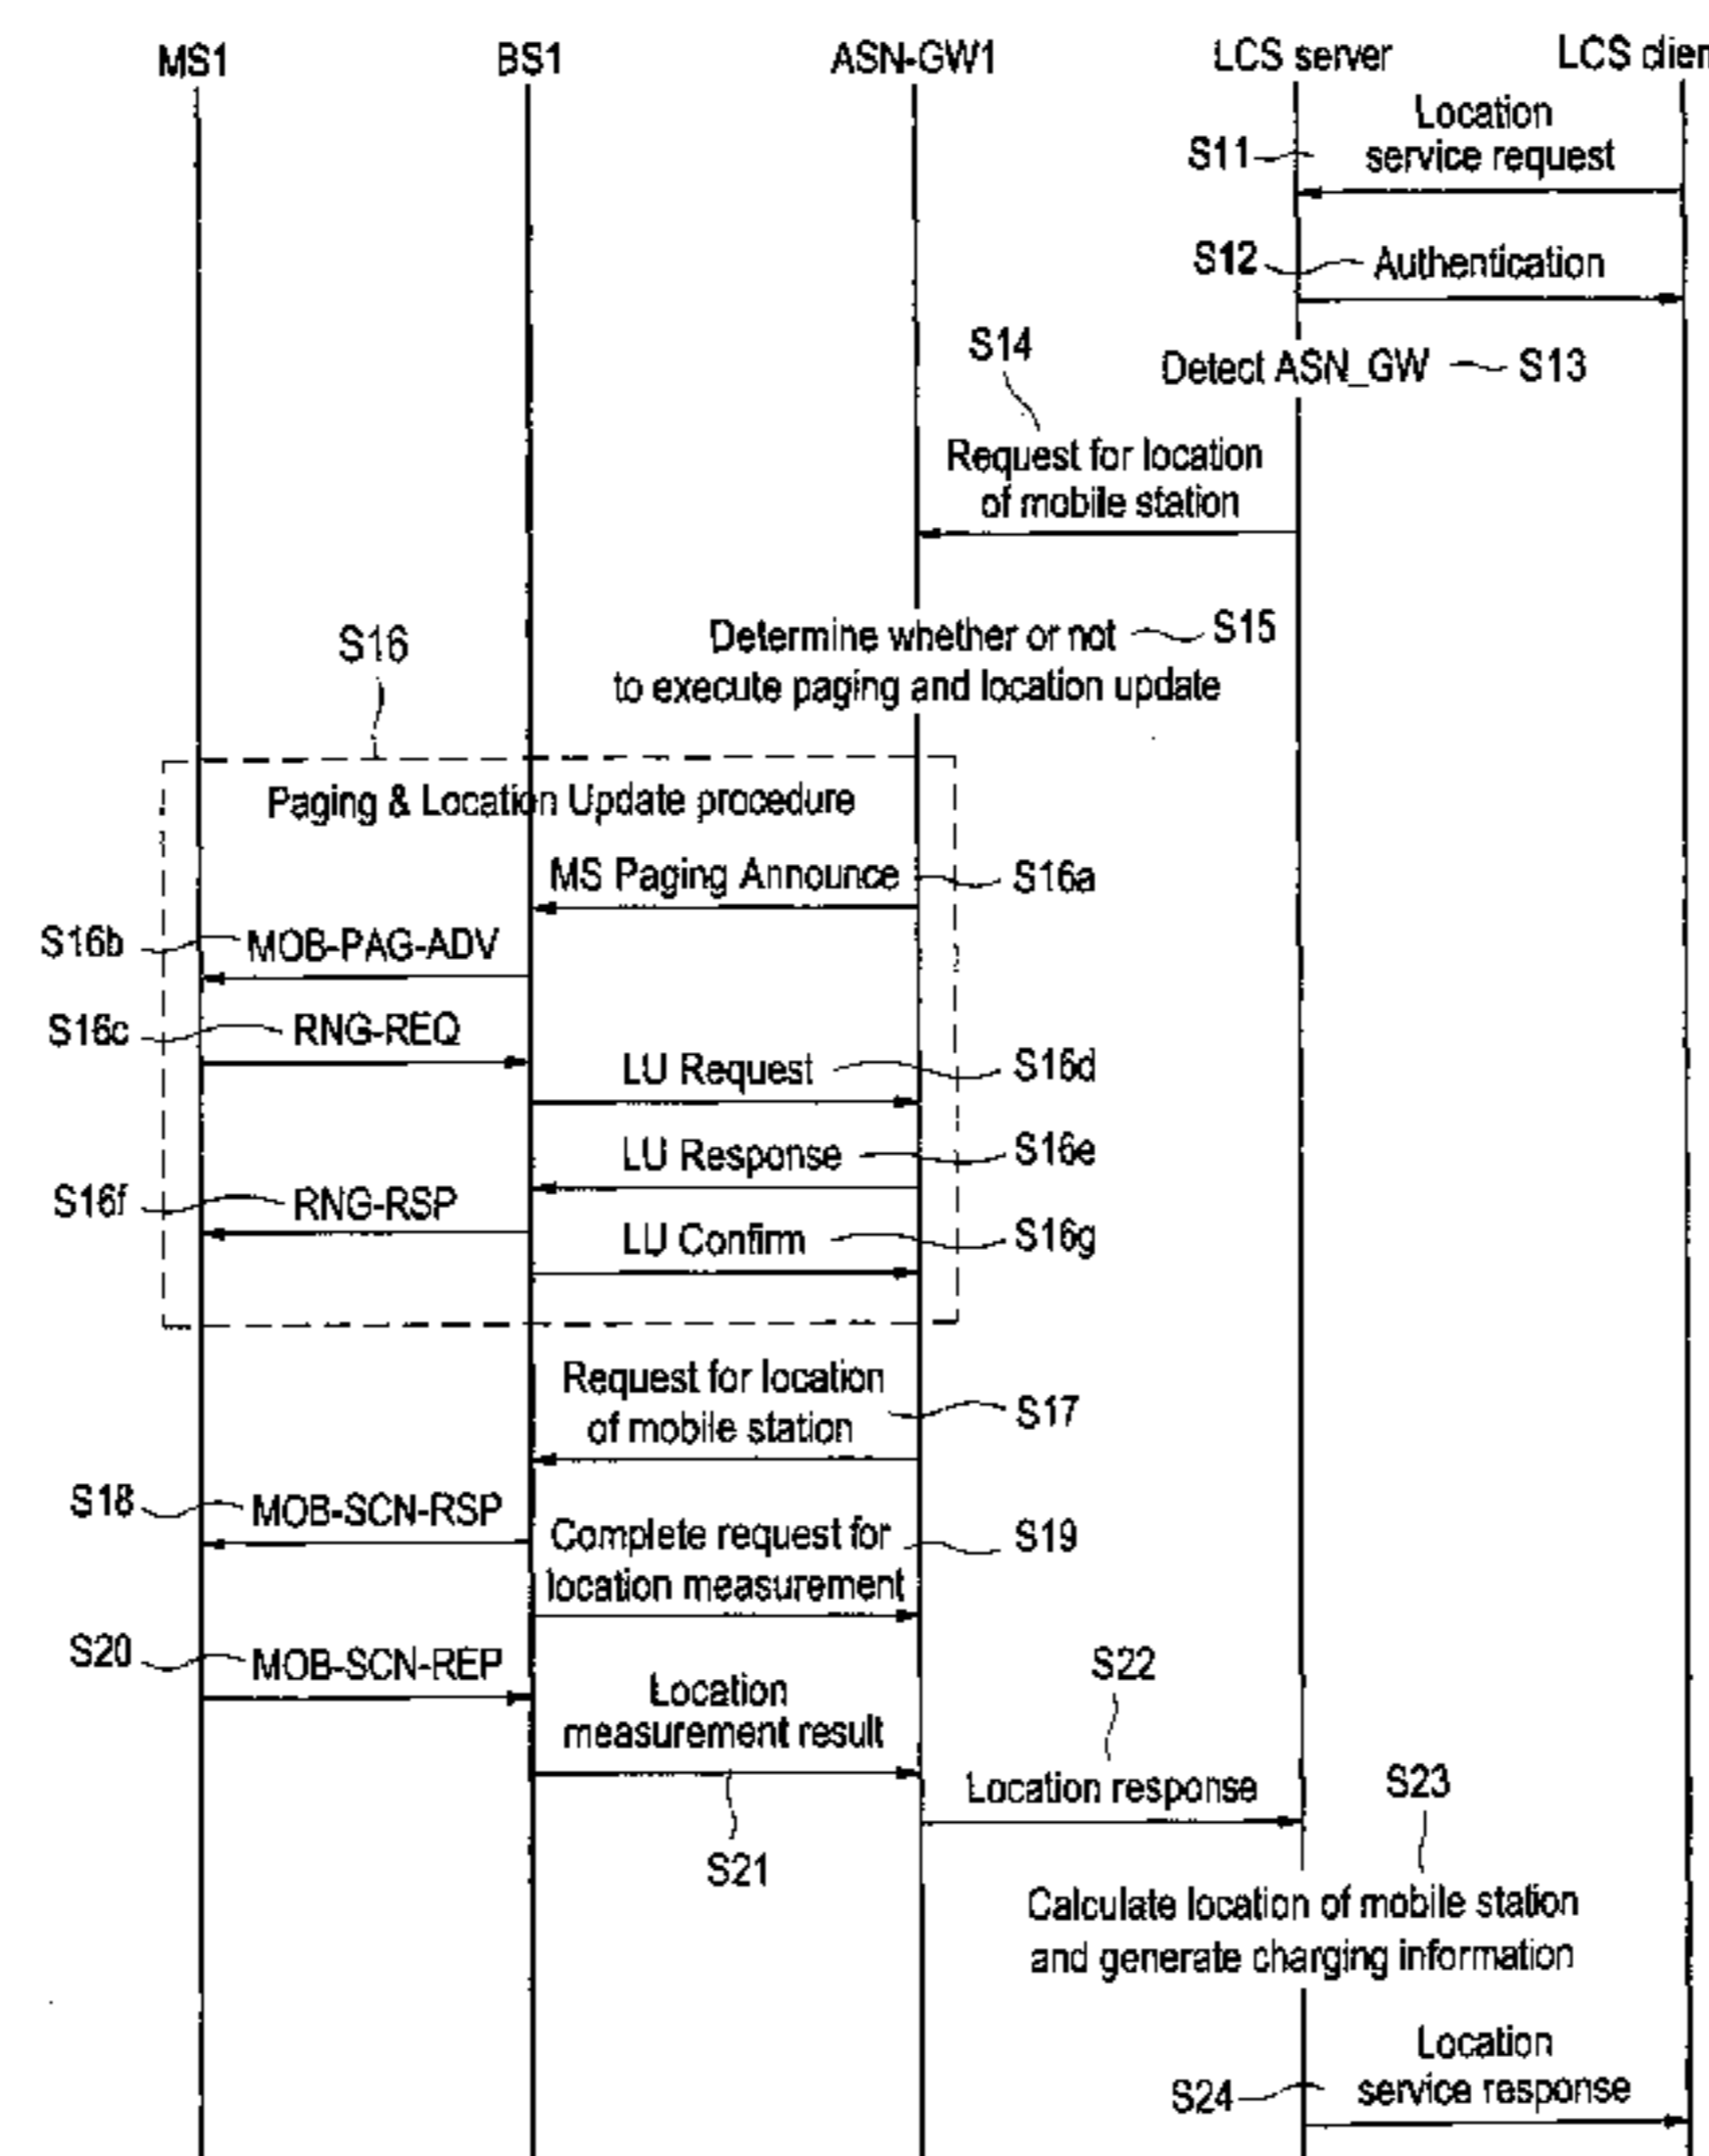 MS1
BS1
ASN-GW1
LCS server
LCS clien
Location
service request
S11
S12
Authentication
Detect ASN_GW
S13
S14
Request for location
of mobile station
S15
Determine whether or not
to execute paging and location update
S16
Paging & Location Update procedure
MS Paging Announce
S16a
S16b
MOB-PAG-ADV
S16c
RNG-REQ
LU Request
S16d
LU Response
S16e
S16f
RNG-RSP
LU Confirm
S16g
Request for location
of mobile station
S17
S18
MOB-SCN-RSP
Complete request for
location measurement
S19
S20
MOB-SCN-REP
Location
measurement result
S21
S22
Location response
S23
Calculate location of mobile station
and generate charging information
Location
service response
S24